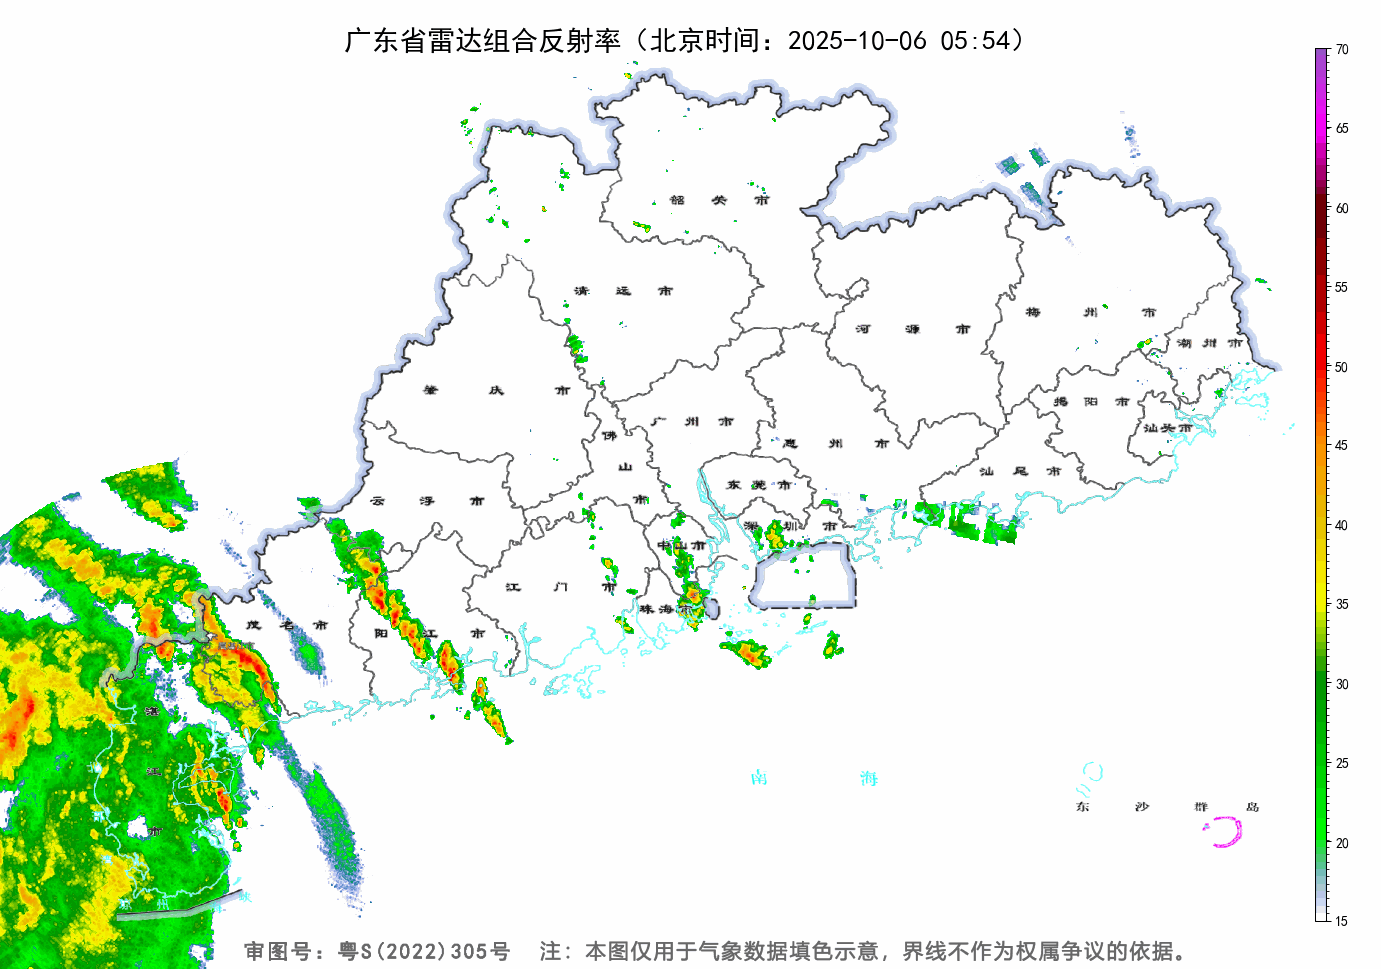 广东省雷达组合反射率（北京时间：2025-10-06 05:54）
70
65
60
55
50
45
40
35
30
25
20
15
韶关市
清远市
河源市
梅州市
潮州市
肇庆市
广州市
揭阳市
汕头市
佛山市
惠州市
汕尾市
云浮市
东莞市
深圳市
中山市
江门市
珠海市
茂名市
阳江市
湛江市
南海
东沙群岛
琼州海峡
审图号：粤S(2022)305号 注：本图仅用于气象数据填色示意，界线不作为权属争议的依据。